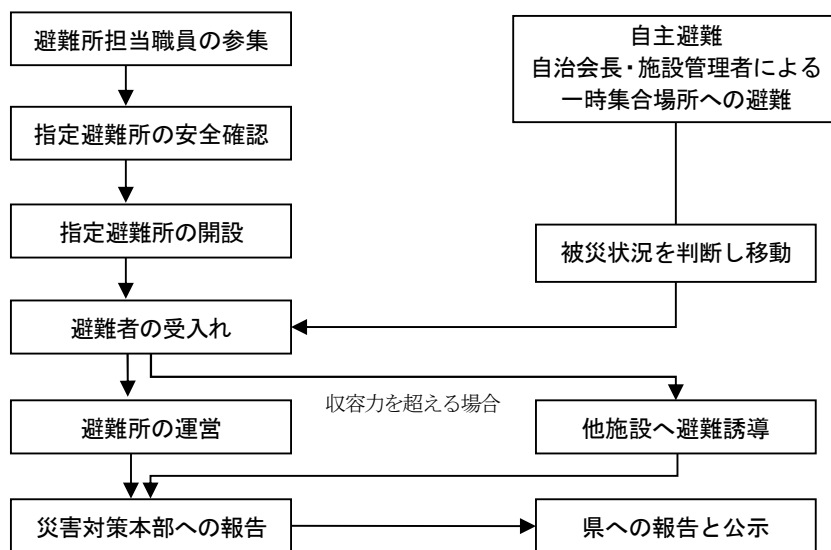 避難所担当職員の参集
自主避難
自治会長・施設管理者による
一時集合場所への避難
指定避難所の安全確認
指定避難所の開設
被災状況を判断し移動
避難者の受入れ
収容力を超える場合
避難所の運営
他施設へ避難誘導
災害対策本部への報告
県への報告と公示